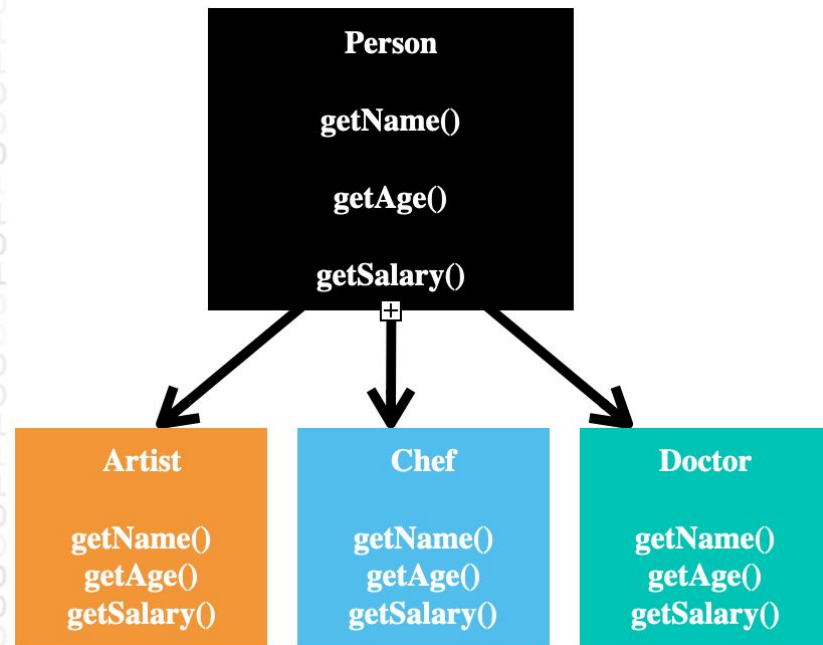 Person
getName()
getAge()
getSalary()
Artist
getName()
getAge()
getSalary()
Chef
getName()
getAge()
getSalary()
Doctor
getName()
getAge()
getSalary()